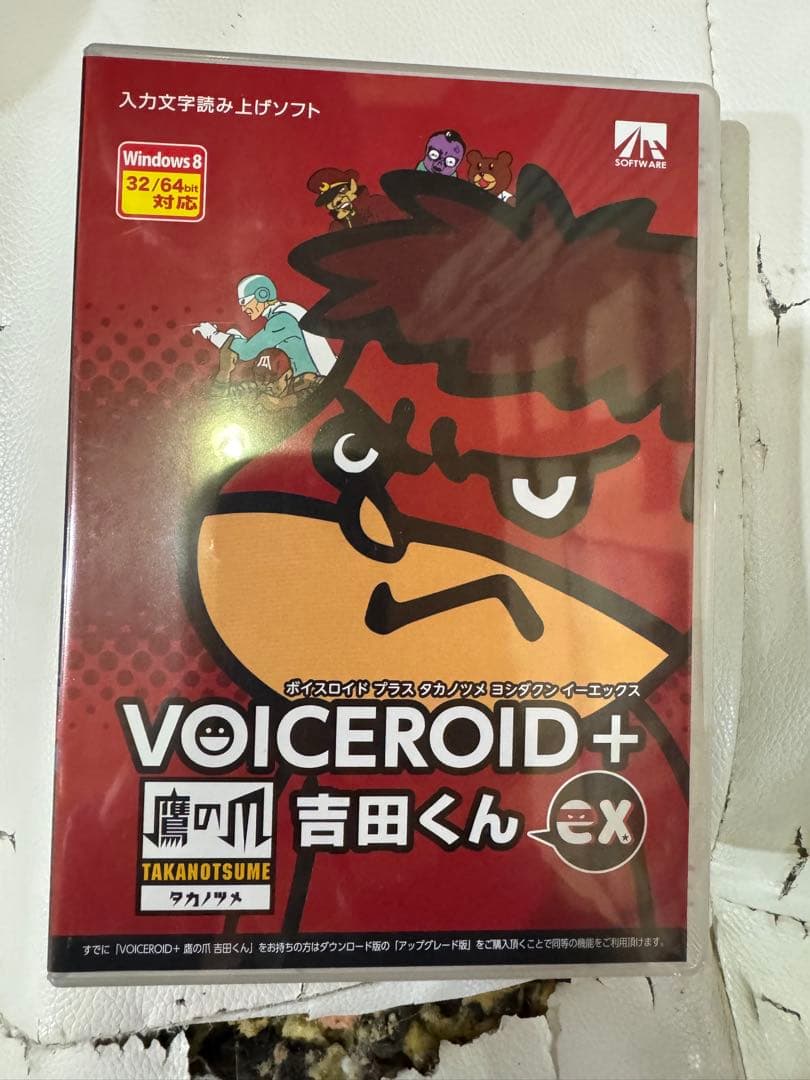 入力文字読み上げソフト
Windows 8
32/64bit
対応
AH
SOFTWARE
爪
ボイスロイド プラス タカノツメ ヨシダクン イーエックス
VOICEROID+
鷹の爪
吉田くん
ex
TAKANOTSUME
タカノツメ
すでに「VOICEROID+ 鷹の爪 吉田くん」をお持ちの方はダウンロード版の「アップグレード版」をご購入頂くことで同等の機能をご利用頂けます。